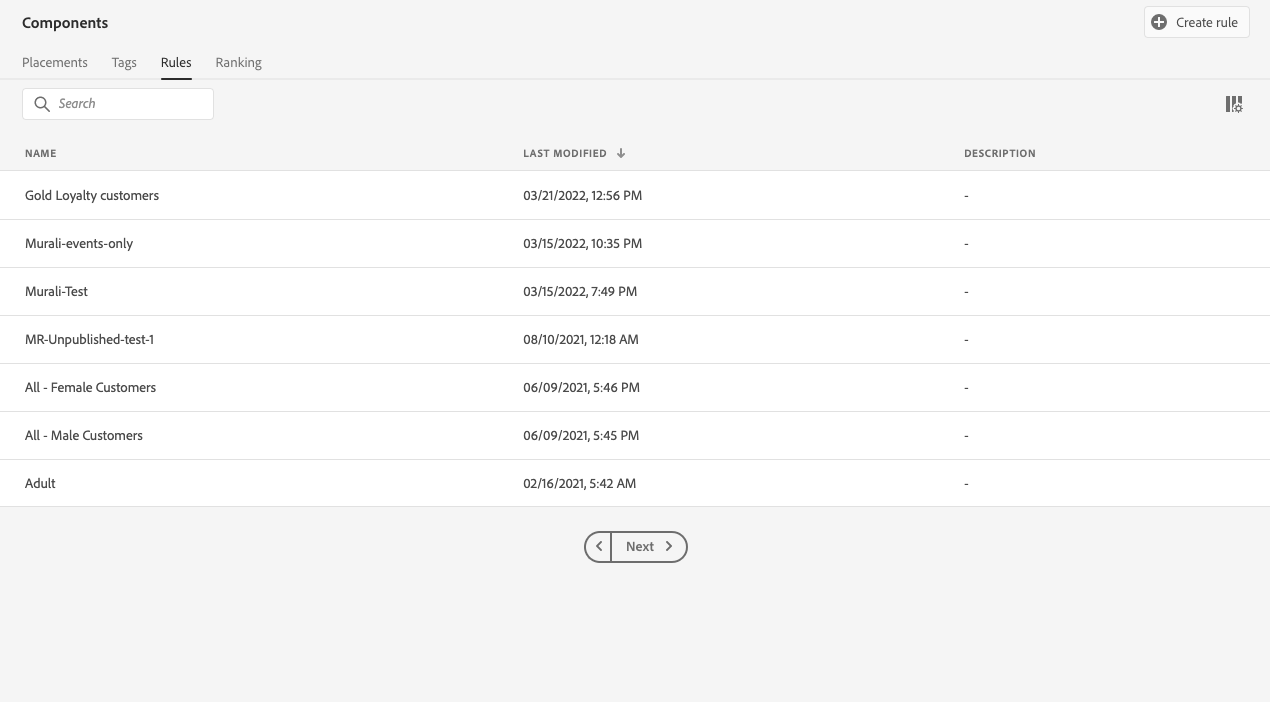 Components
Create rule
Placements Tags Rules Ranking
Search
NAME LAST MODIFIED DESCRIPTION
Gold Loyalty customers 03/21/2022, 12:56 PM -
Murali-events-only 03/15/2022, 10:35 PM -
Murali-Test 03/15/2022, 7:49 PM -
MR-Unpublished-test-1 08/10/2021, 12:18 AM -
All - Female Customers 06/09/2021, 5:46 PM -
All - Male Customers 06/09/2021, 5:45 PM -
Adult 02/16/2021, 5:42 AM -
Next